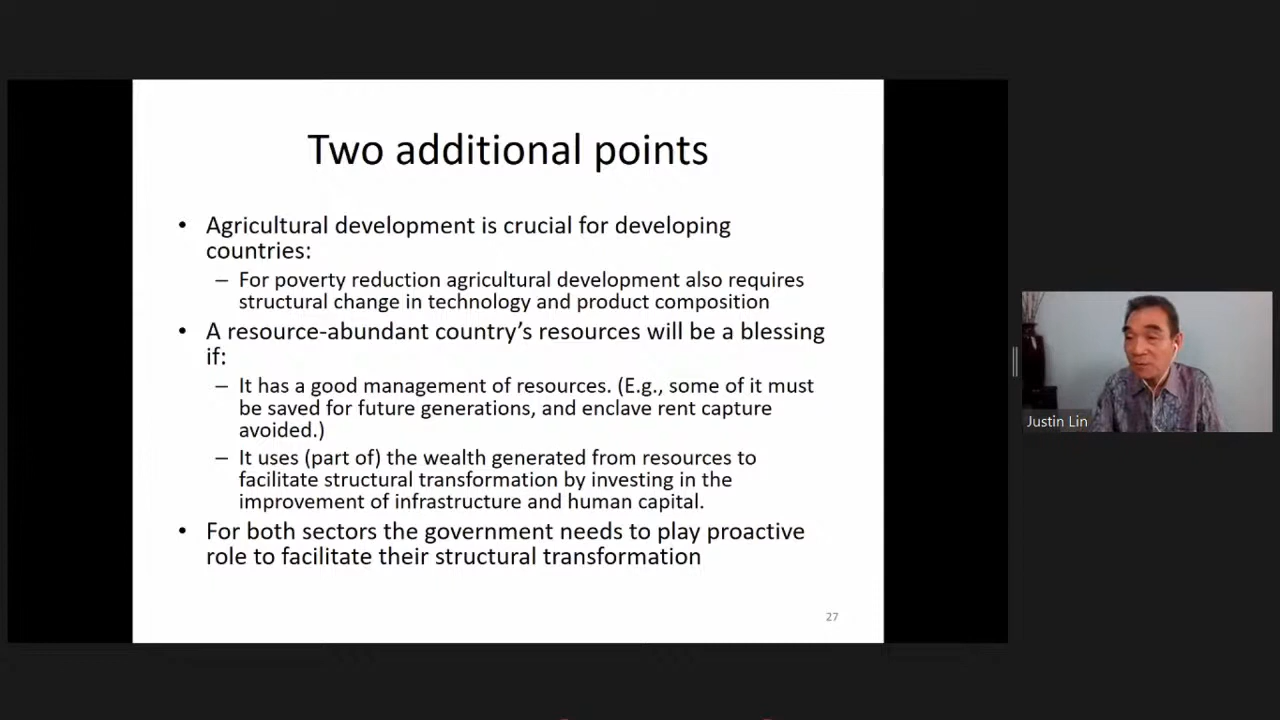 Two additional points
• Agricultural development is crucial for developing
countries:
– For poverty reduction agricultural development also requires
structural change in technology and product composition
• A resource-abundant country’s resources will be a blessing
if:
– It has a good management of resources. (E.g., some of it must
be saved for future generations, and enclave rent capture
avoided.)
– It uses (part of) the wealth generated from resources to
facilitate structural transformation by investing in the
improvement of infrastructure and human capital.
• For both sectors the government needs to play proactive
role to facilitate their structural transformation
27
Justin Lin